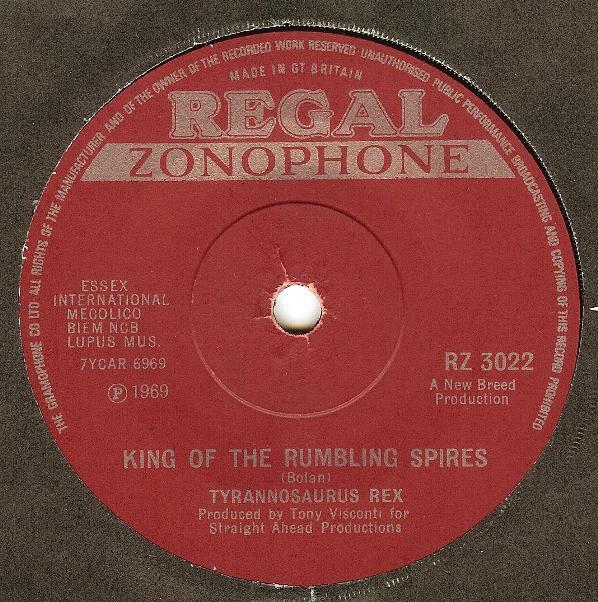 THE GRAMOPHONE CO LTD·ALL RIGHTS OF THE MANUFACTURER AND OF THE OWNER OF THE RECORDED WORK RESERVED·UNAUTHORISED PUBLIC PERFORMANCE BROADCASTING AND COPYING OF THIS RECORD PROHIBITED
MADE IN GT BRITAIN
REGAL
ZONOPHONE
ESSEX
INTERNATIONAL
MECOLICO
BIEM NCB
LUPUS MUS.
7YCAR 6969
Ⓟ 1969
RZ 3022
A New Breed
Production
KING OF THE RUMBLING SPIRES
(Bolan)
TYRANNOSAURUS REX
Produced by Tony Visconti for
Straight Ahead Productions